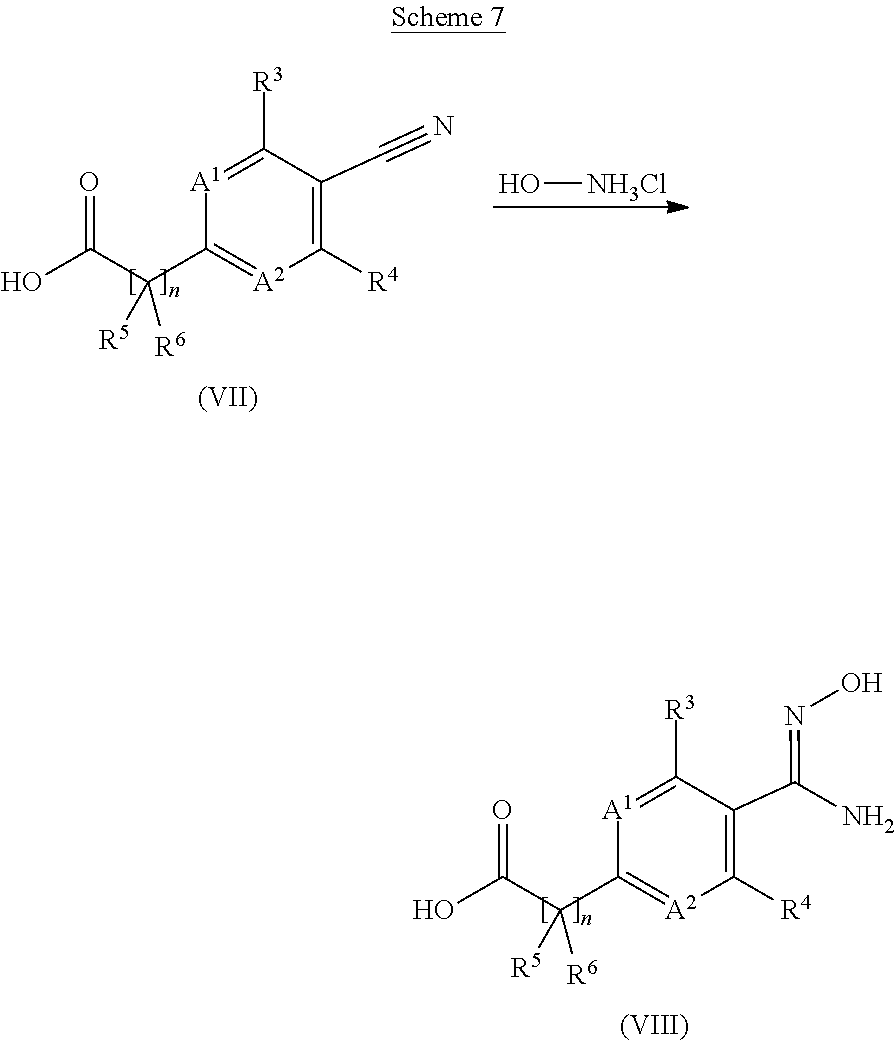 Scheme 7
R³
N
A¹
O
HO—NH₃Cl
HO
[ ]n
A²
R⁴
R⁵
R⁶
(VII)
OH
R³
N
A¹
O
NH₂
HO
[ ]n
A²
R⁴
R⁵
R⁶
(VIII)